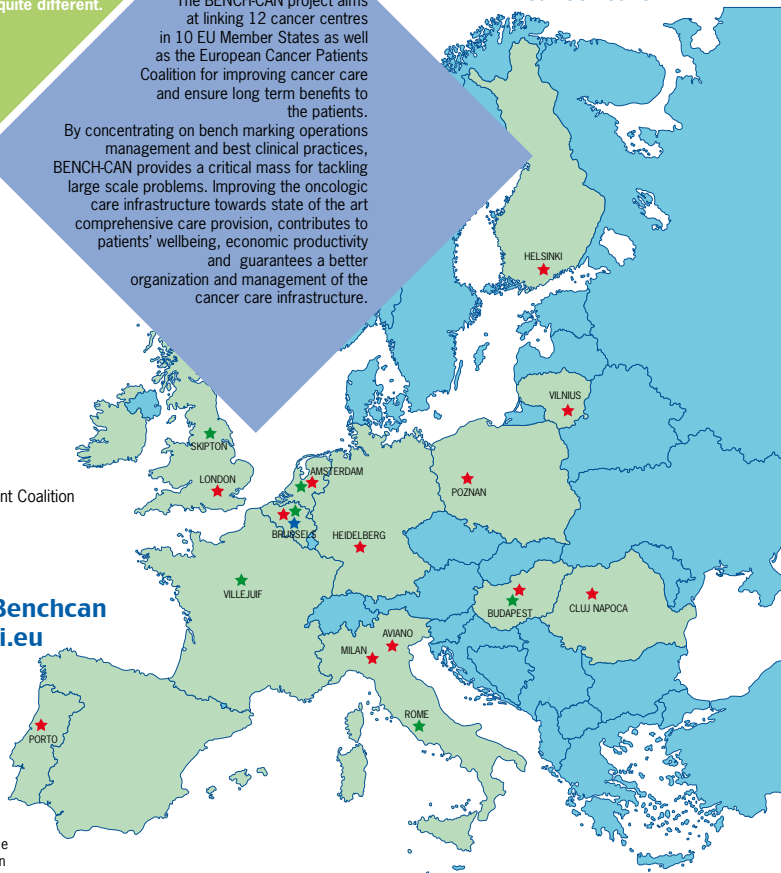 quite different.
The BENCH-CAN project aims
at linking 12 cancer centres
in 10 EU Member States as well
as the European Cancer Patients
Coalition for improving cancer care
and ensure long term benefits to
the patients.
By concentrating on bench marking operations
management and best clinical practices,
BENCH-CAN provides a critical mass for tackling
large scale problems. Improving the oncologic
care infrastructure towards state of the art
comprehensive care provision, contributes to
patients' wellbeing, economic productivity
and guarantees a better
organization and management of the
cancer care infrastructure.
HELSINKI
VILNIUS
SKIPTON
LONDON
AMSTERDAM
POZNAN
nt Coalition
BRUSSELS
HEIDELBERG
VILLEJUIF
BUDAPEST
CLUJ NAPOCA
Benchcan
i.eu
AVIANO
MILAN
ROME
PORTO
e
n